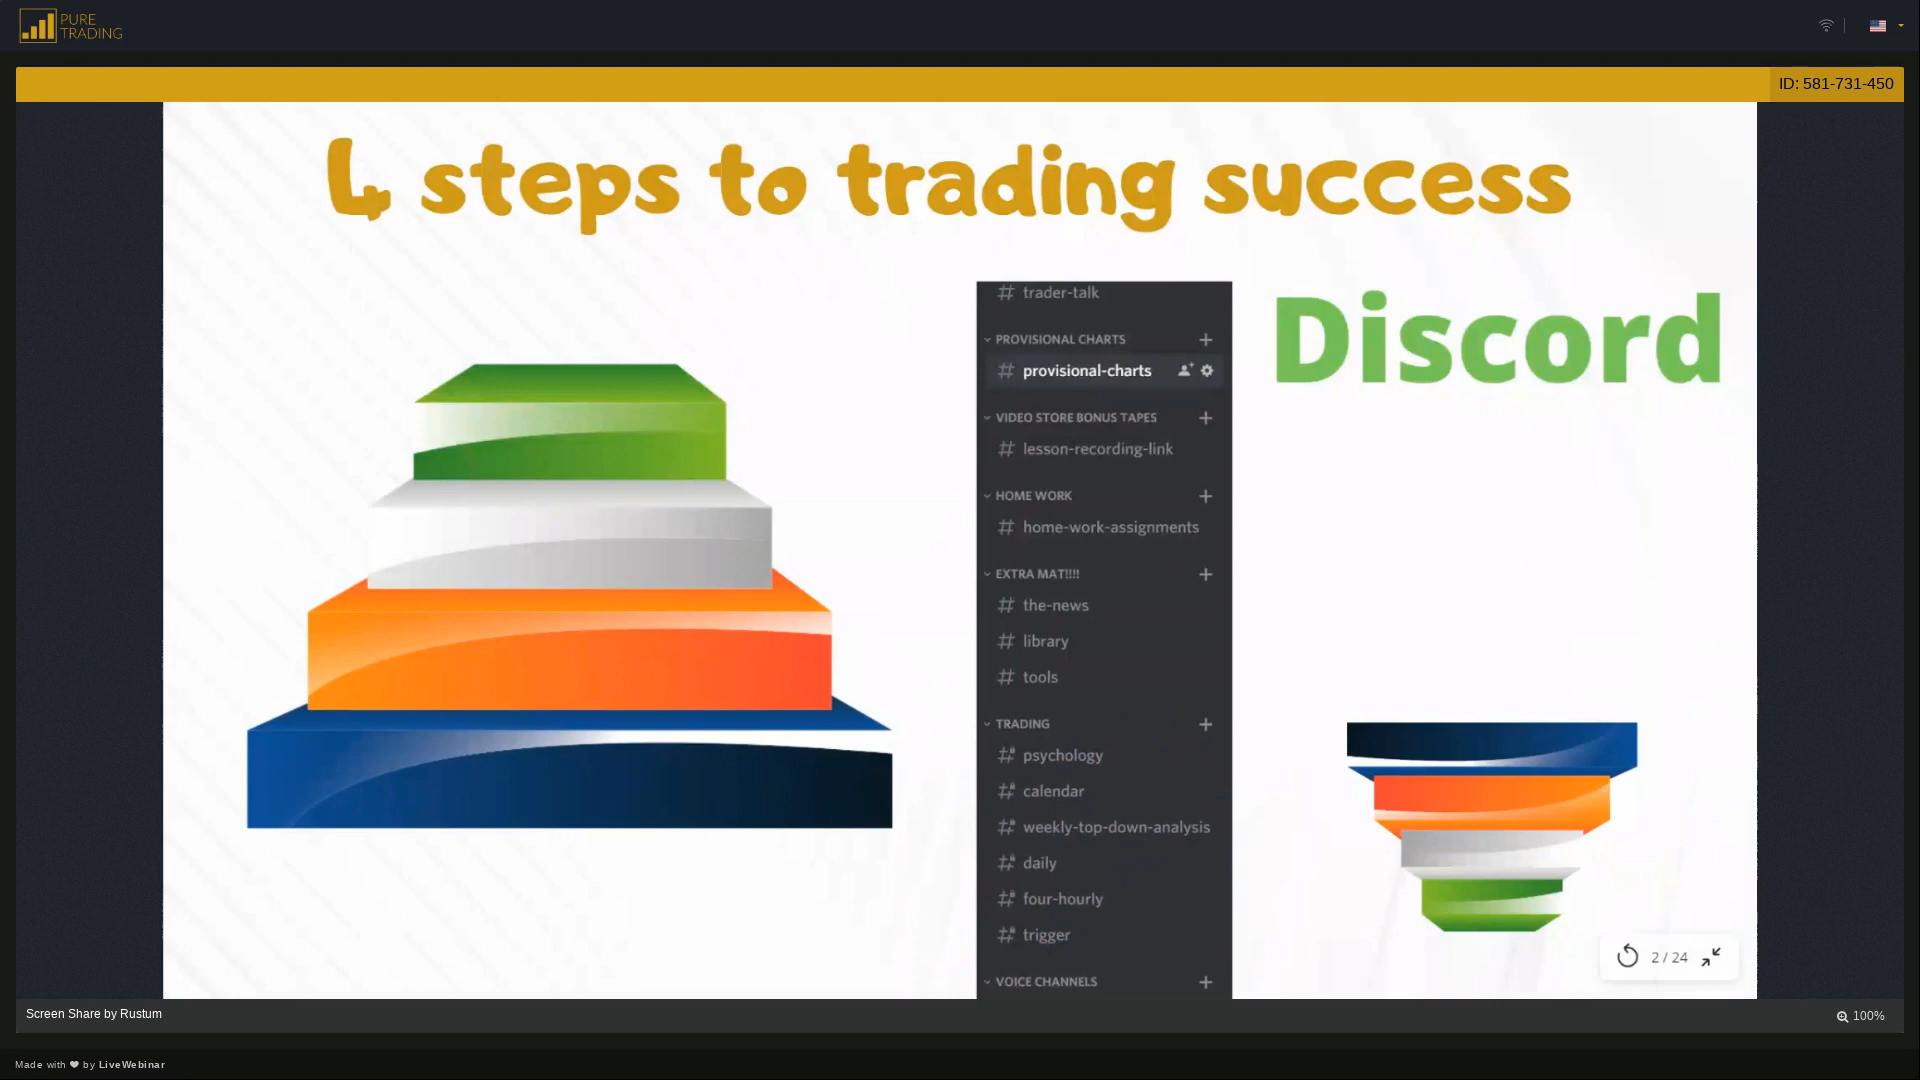 PURE
TRADING
ID: 581-731-450
4 steps to trading success
Discord
# trader-talk
PROVISIONAL CHARTS +
# provisional-charts
VIDEO STORE BONUS TAPES +
# lesson-recording-link
HOME WORK +
# home-work-assignments
EXTRA MAT!!!! +
# the-news
# library
# tools
TRADING +
# psychology
# calendar
# weekly-top-down-analysis
# daily
# four-hourly
# trigger
VOICE CHANNELS +
2 / 24
Screen Share by Rustum
100%
Made with ❤ by LiveWebinar